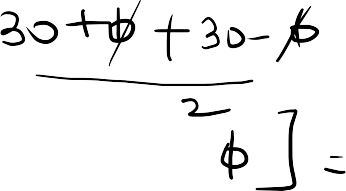 30 + ϕ + 30 - ϕ
2
ϕ ] =